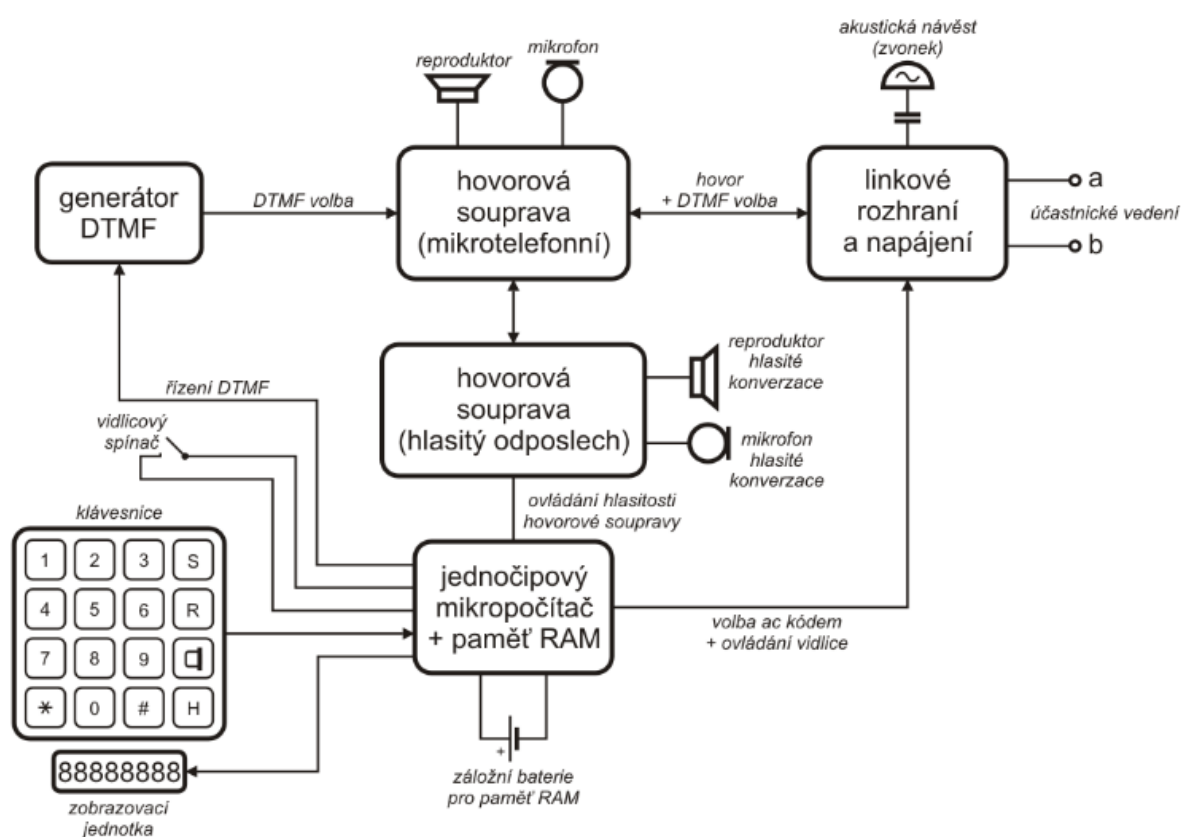 akustická návěst
(zvonek)
mikrofon
reproduktor
generátor
DTMF
DTMF volba
hovorová
souprava
(mikrotelefonní)
hovor
+ DTMF volba
linkové
rozhraní
a napájení
a
účastnické vedení
b
hovorová
souprava
(hlasitý odposlech)
reproduktor
hlasité
konverzace
mikrofon
hlasité
konverzace
řízení DTMF
vidlicový
spínač
ovládání hlasitosti
hovorové soupravy
klávesnice
1 2 3 S
4 5 6 R
7 8 9
* 0 # H
jednočipový
mikropočítač
+ paměť RAM
volba ac kódem
+ ovládání vidlice
+
záložní baterie
pro paměť RAM
88888888
zobrazovací
jednotka